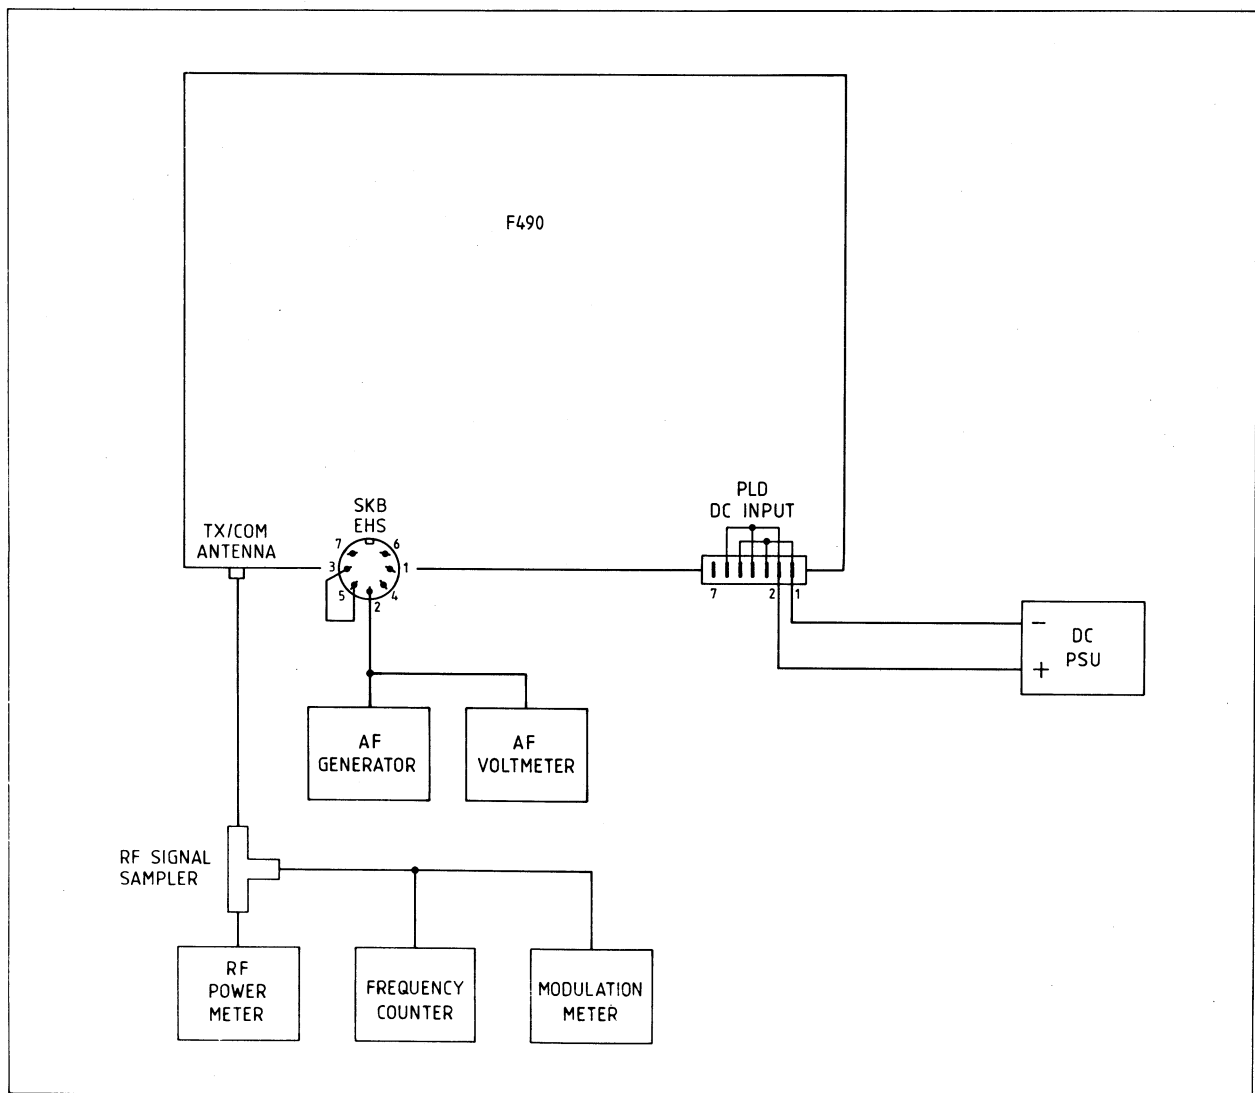 F490
TX/COM
ANTENNA
SKB
EHS
7
6
3
1
5
4
2
PLD
DC INPUT
7
2
1
−
DC
PSU
+
AF
GENERATOR
AF
VOLTMETER
RF SIGNAL
SAMPLER
RF
POWER
METER
FREQUENCY
COUNTER
MODULATION
METER